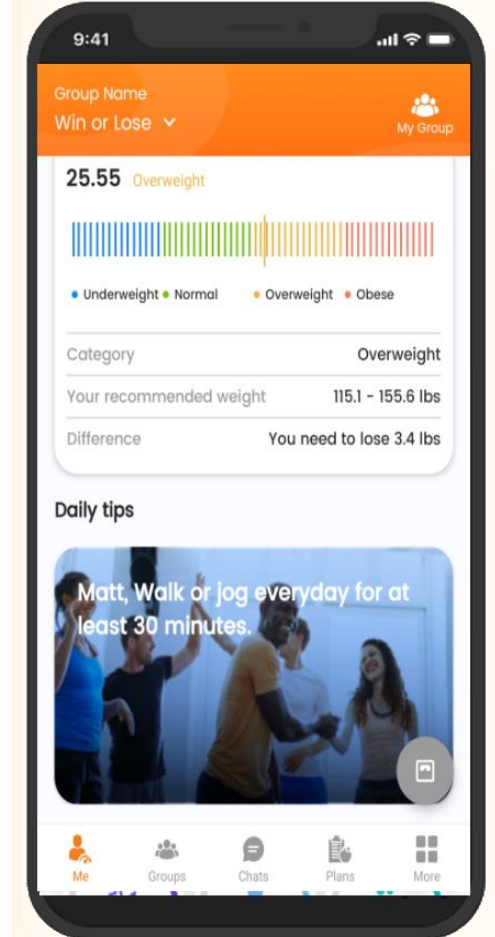 9:41
Group Name
Win or Lose
My Group
25.55 Overweight
Underweight Normal Overweight Obese
Category Overweight
Your recommended weight 115.1 - 155.6 lbs
Difference You need to lose 3.4 lbs
Daily tips
Matt, Walk or jog everyday for at
least 30 minutes.
Me Groups Chats Plans More